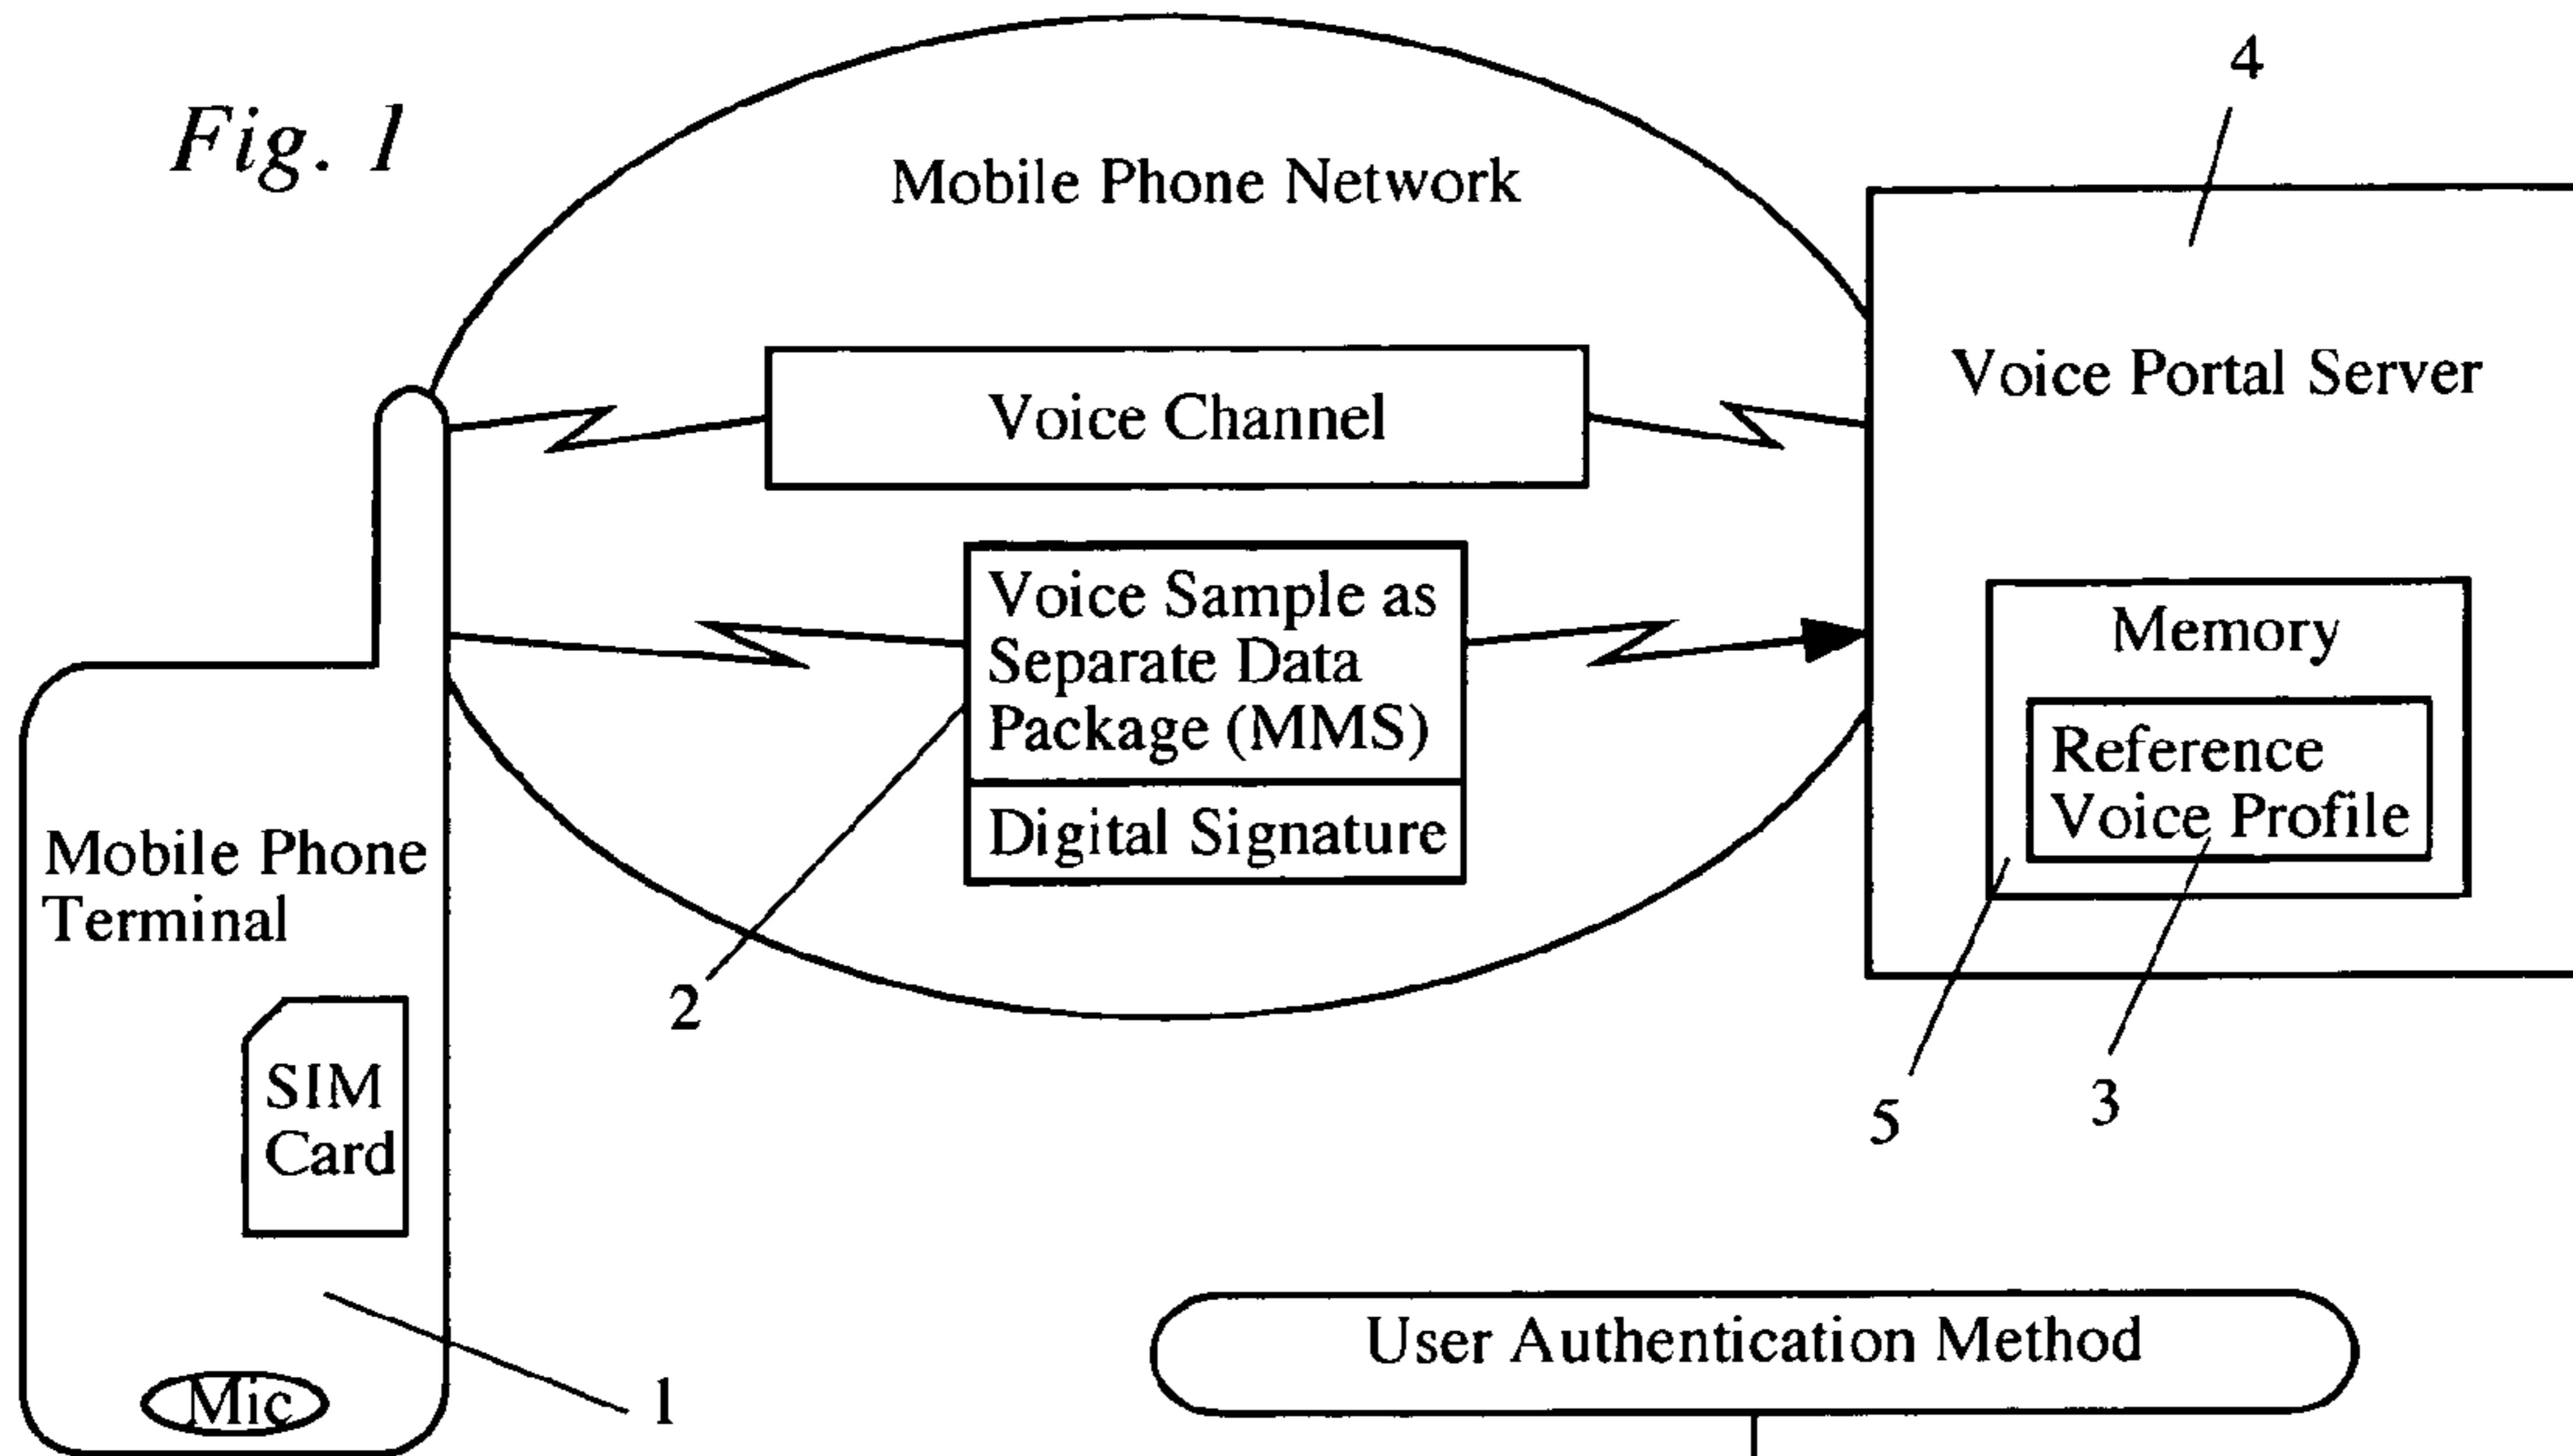 Fig. 1
Mobile Phone Network
4
Voice Channel
Voice Portal Server
Voice Sample as
Separate Data
Package (MMS)
Digital Signature
Memory
Reference
Voice Profile
Mobile Phone
Terminal
SIM
Card
2
5
3
Mic
1
User Authentication Method